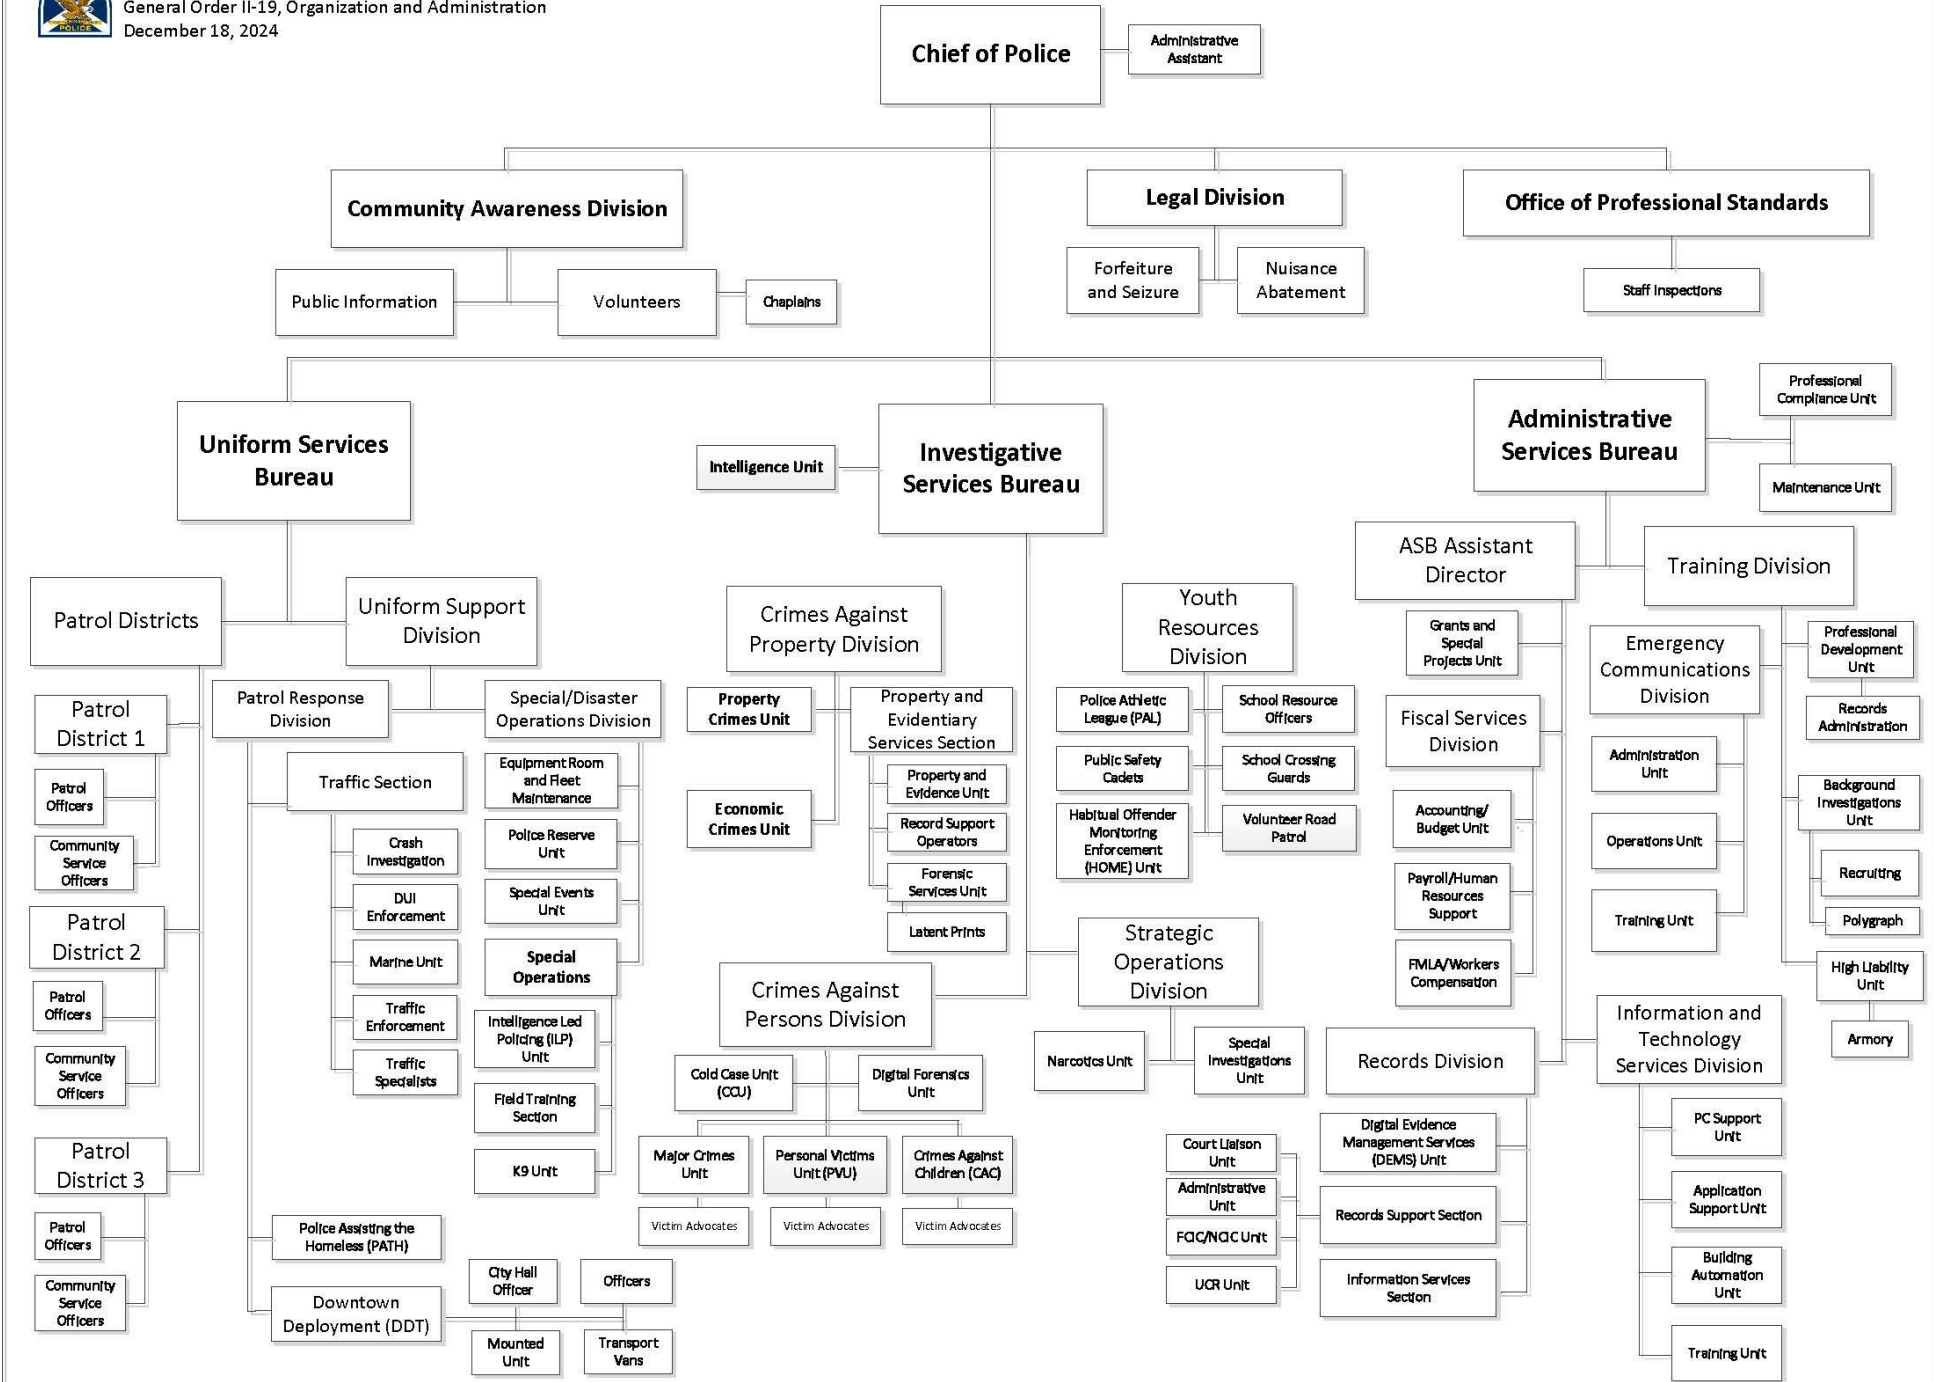 General Order II-19, Organization and Administration
December 18, 2024
POLICE
Chief of Police
Administrative
Assistant
Community Awareness Division
Legal Division
Office of Professional Standards
Public Information
Volunteers
Chaplains
Forfeiture
and Seizure
Nuisance
Abatement
Staff Inspections
Uniform Services
Bureau
Intelligence Unit
Investigative
Services Bureau
Administrative
Services Bureau
Professional
Compliance Unit
Maintenance Unit
Patrol Districts
Uniform Support
Division
Patrol
District 1
Patrol
Officers
Community
Service
Officers
Patrol
District 2
Patrol
Officers
Community
Service
Officers
Patrol
District 3
Patrol
Officers
Community
Service
Officers
Patrol Response
Division
Traffic Section
Crash
Investigation
DUI
Enforcement
Marine Unit
Traffic
Enforcement
Traffic
Specialists
Police Assisting the
Homeless (PATH)
Downtown
Deployment (DDT)
City Hall
Officer
Officers
Mounted
Unit
Transport
Vans
Special/Disaster
Operations Division
Equipment Room
and Fleet
Maintenance
Police Reserve
Unit
Special Events
Unit
Special
Operations
Intelligence Led
Policing (ILP)
Unit
Field Training
Section
K9 Unit
Crimes Against
Property Division
Property
Crimes Unit
Economic
Crimes Unit
Property and
Evidentiary
Services Section
Property and
Evidence Unit
Record Support
Operators
Forensic
Services Unit
Latent Prints
Crimes Against
Persons Division
Cold Case Unit
(CCU)
Digital Forensics
Unit
Major Crimes
Unit
Personal Victims
Unit (PVU)
Crimes Against
Children (CAC)
Victim Advocates
Victim Advocates
Victim Advocates
Youth
Resources
Division
Police Athletic
League (PAL)
School Resource
Officers
Public Safety
Cadets
School Crossing
Guards
Habitual Offender
Monitoring
Enforcement
(HOME) Unit
Volunteer Road
Patrol
Strategic
Operations
Division
Narcotics Unit
Special
Investigations
Unit
ASB Assistant
Director
Grants and
Special
Projects Unit
Fiscal Services
Division
Accounting/
Budget Unit
Payroll/Human
Resources
Support
FMLA/Workers
Compensation
Records Division
Digital Evidence
Management Services
(DEMS) Unit
Records Support Section
Information Services
Section
Court Liaison
Unit
Administrative
Unit
FCIC/NCIC Unit
UCR Unit
Training Division
Emergency
Communications
Division
Administration
Unit
Operations Unit
Training Unit
Professional
Development
Unit
Records
Administration
Background
Investigations
Unit
Recruiting
Polygraph
High Liability
Unit
Armory
Information and
Technology
Services Division
PC Support
Unit
Application
Support Unit
Building
Automation
Unit
Training Unit